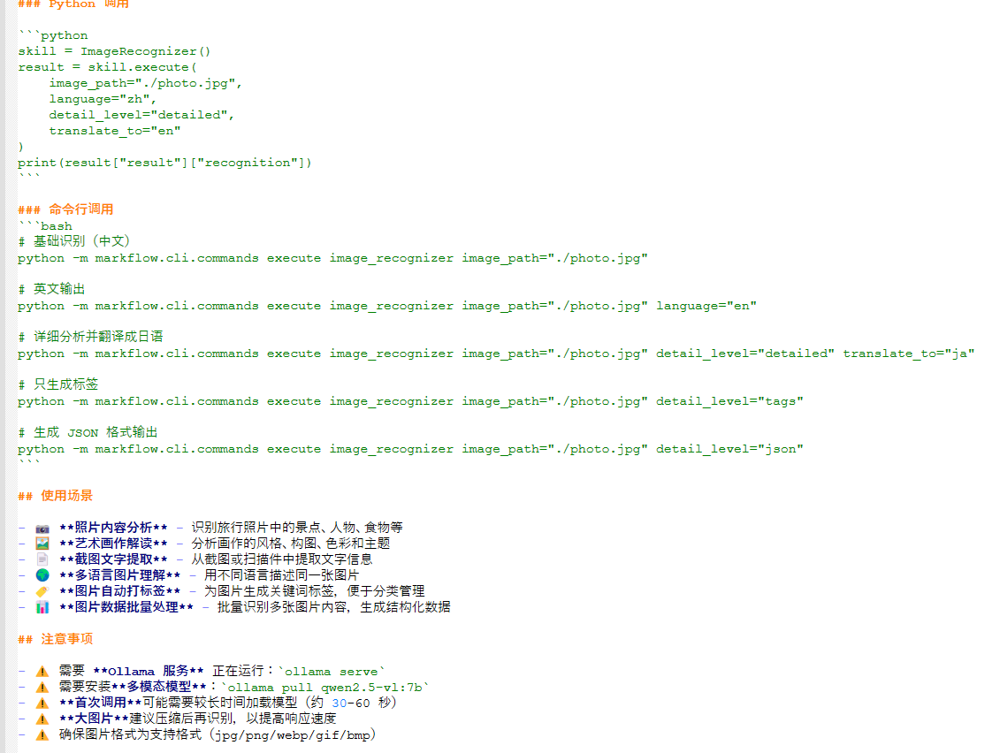 ### Python 调用
```python
skill = ImageRecognizer()
result = skill.execute(
    image_path="./photo.jpg",
    language="zh",
    detail_level="detailed",
    translate_to="en"
)
print(result["result"]["recognition"])
```
### 命令行调用
```bash
# 基础识别（中文）
python -m markflow.cli.commands execute image_recognizer image_path="./photo.jpg"
# 英文输出
python -m markflow.cli.commands execute image_recognizer image_path="./photo.jpg" language="en"
# 详细分析并翻译成日语
python -m markflow.cli.commands execute image_recognizer image_path="./photo.jpg" detail_level="detailed" translate_to="ja"
# 只生成标签
python -m markflow.cli.commands execute image_recognizer image_path="./photo.jpg" detail_level="tags"
# 生成 JSON 格式输出
python -m markflow.cli.commands execute image_recognizer image_path="./photo.jpg" detail_level="json"
```
## 使用场景
- 📷 **照片内容分析** - 识别旅行照片中的景点、人物、食物等
- 🖼️ **艺术画作解读** - 分析画作的风格、构图、色彩和主题
- 📄 **截图文字提取** - 从截图或扫描件中提取文字信息
- 🌍 **多语言图片理解** - 用不同语言描述同一张图片
- 🏷️ **图片自动打标签** - 为图片生成关键词标签，便于分类管理
- 📊 **图片数据批量处理** - 批量识别多张图片内容，生成结构化数据
## 注意事项
- ⚠️ 需要 **Ollama 服务** 正在运行：`ollama serve`
- ⚠️ 需要安装**多模态模型**：`ollama pull qwen2.5-vl:7b`
- ⚠️ **首次调用**可能需要较长时间加载模型（约 30-60 秒）
- ⚠️ **大图片**建议压缩后再识别，以提高响应速度
- ⚠️ 确保图片格式为支持格式（jpg/png/webp/gif/bmp）